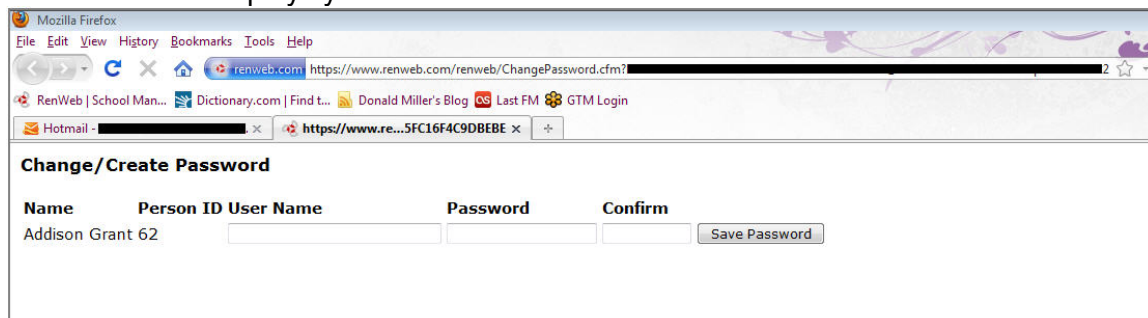 Mozilla Firefox
File Edit View History Bookmarks Tools Help
renweb.com https://www.renweb.com/renweb/ChangePassword.cfm? 2
RenWeb | School Man... Dictionary.com | Find t... Donald Miller's Blog Last FM GTM Login
Hotmail - https://www.re...5FC16F4C9DBEBE
Change/Create Password
Name Person ID User Name Password Confirm
Addison Grant 62 Save Password